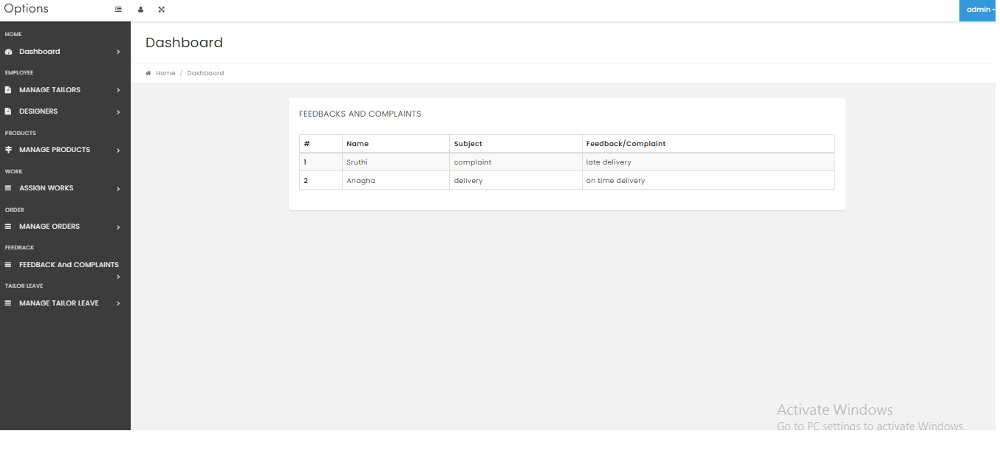 Options
admin
HOME
Dashboard
EMPLOYEE
MANAGE TAILORS
DESIGNERS
PRODUCTS
MANAGE PRODUCTS
WORK
ASSIGN WORKS
ORDER
MANAGE ORDERS
FEEDBACK
FEEDBACK And COMPLAINTS
TAILOR LEAVE
MANAGE TAILOR LEAVE
Dashboard
Home / Dashboard
FEEDBACKS AND COMPLAINTS
# Name Subject Feedback/Complaint
1 Sruthi complaint late delivery
2 Anagha delivery on time delivery
Activate Windows
Go to PC settings to activate Windows.